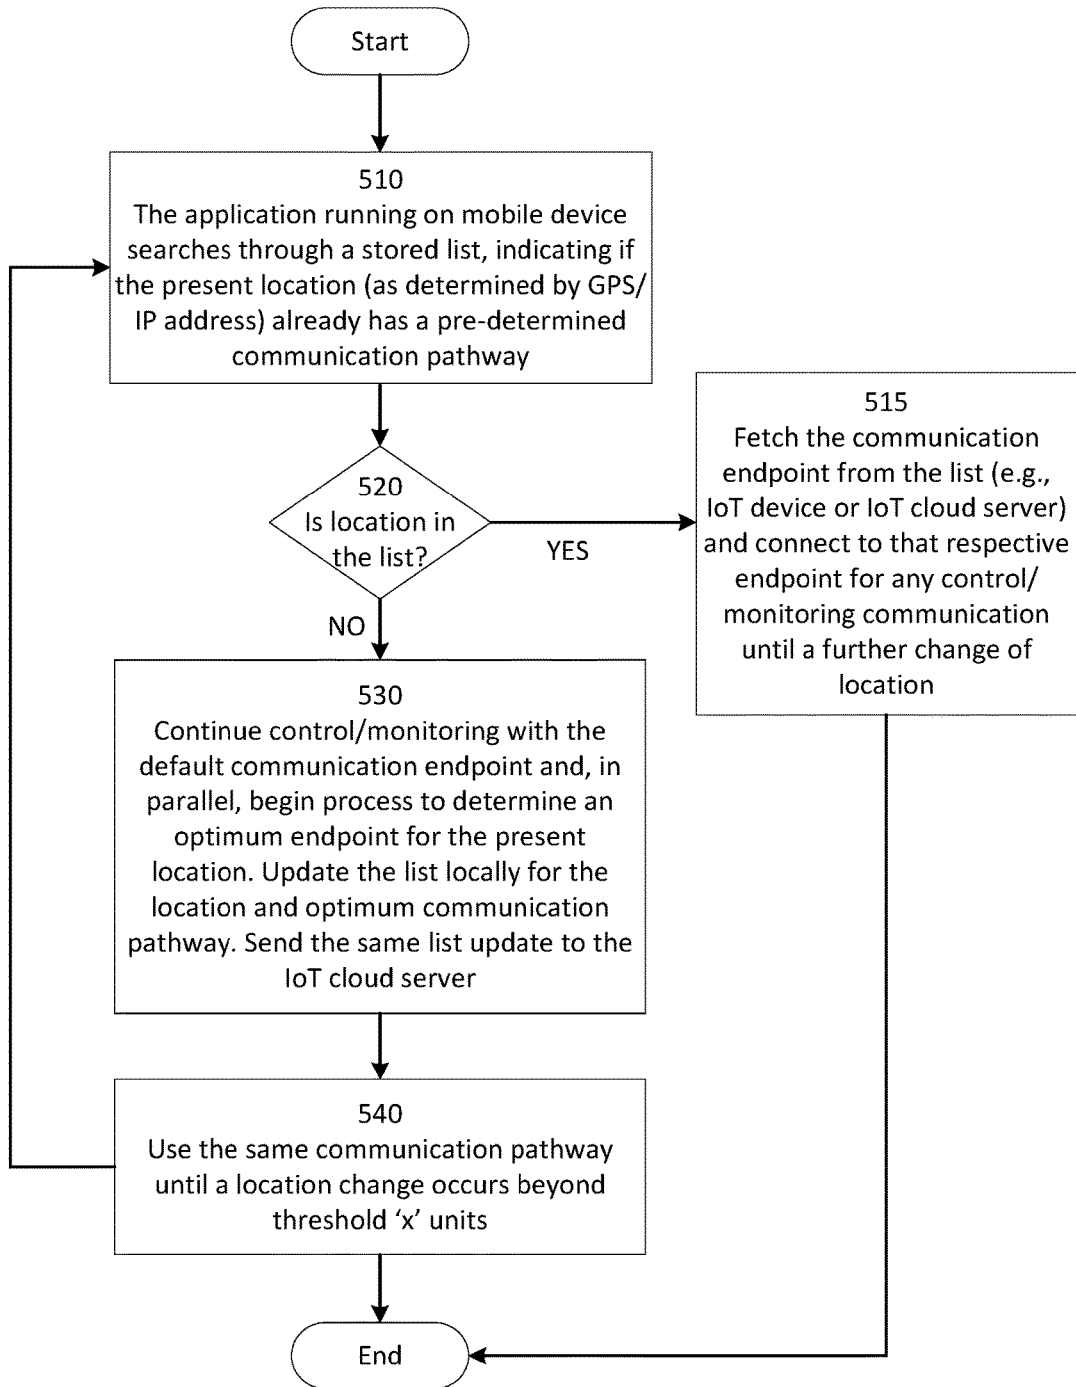 Start
510
The application running on mobile device
searches through a stored list, indicating if
the present location (as determined by GPS/
IP address) already has a pre-determined
communication pathway
520
Is location in
the list?
YES
NO
515
Fetch the communication
endpoint from the list (e.g.,
IoT device or IoT cloud server)
and connect to that respective
endpoint for any control/
monitoring communication
until a further change of
location
530
Continue control/monitoring with the
default communication endpoint and, in
parallel, begin process to determine an
optimum endpoint for the present
location. Update the list locally for the
location and optimum communication
pathway. Send the same list update to the
IoT cloud server
540
Use the same communication pathway
until a location change occurs beyond
threshold ‘x’ units
End